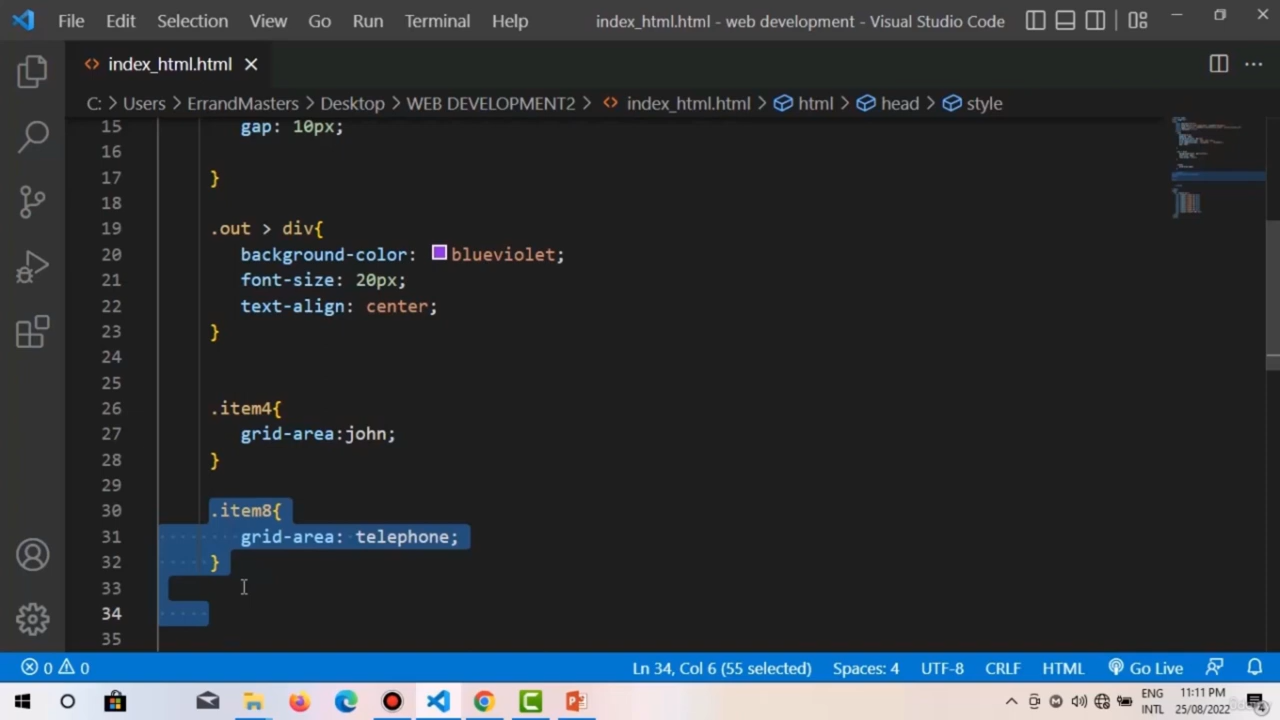 File Edit Selection View Go Run Terminal Help index_html.html - web development - Visual Studio Code
index_html.html
C: > Users > ErrandMasters > Desktop > WEB DEVELOPMENT2 > index_html.html > html > head > style
15 gap: 10px;
16
17 }
18
19 .out > div{
20 background-color: blueviolet;
21 font-size: 20px;
22 text-align: center;
23 }
24
25
26 .item4{
27 grid-area:john;
28 }
29
30 .item8{
31 grid-area: telephone;
32 }
33
34
35
0 0 Ln 34, Col 6 (55 selected) Spaces: 4 UTF-8 CRLF HTML Go Live
ENG 11:11 PM
INTL 25/08/2022